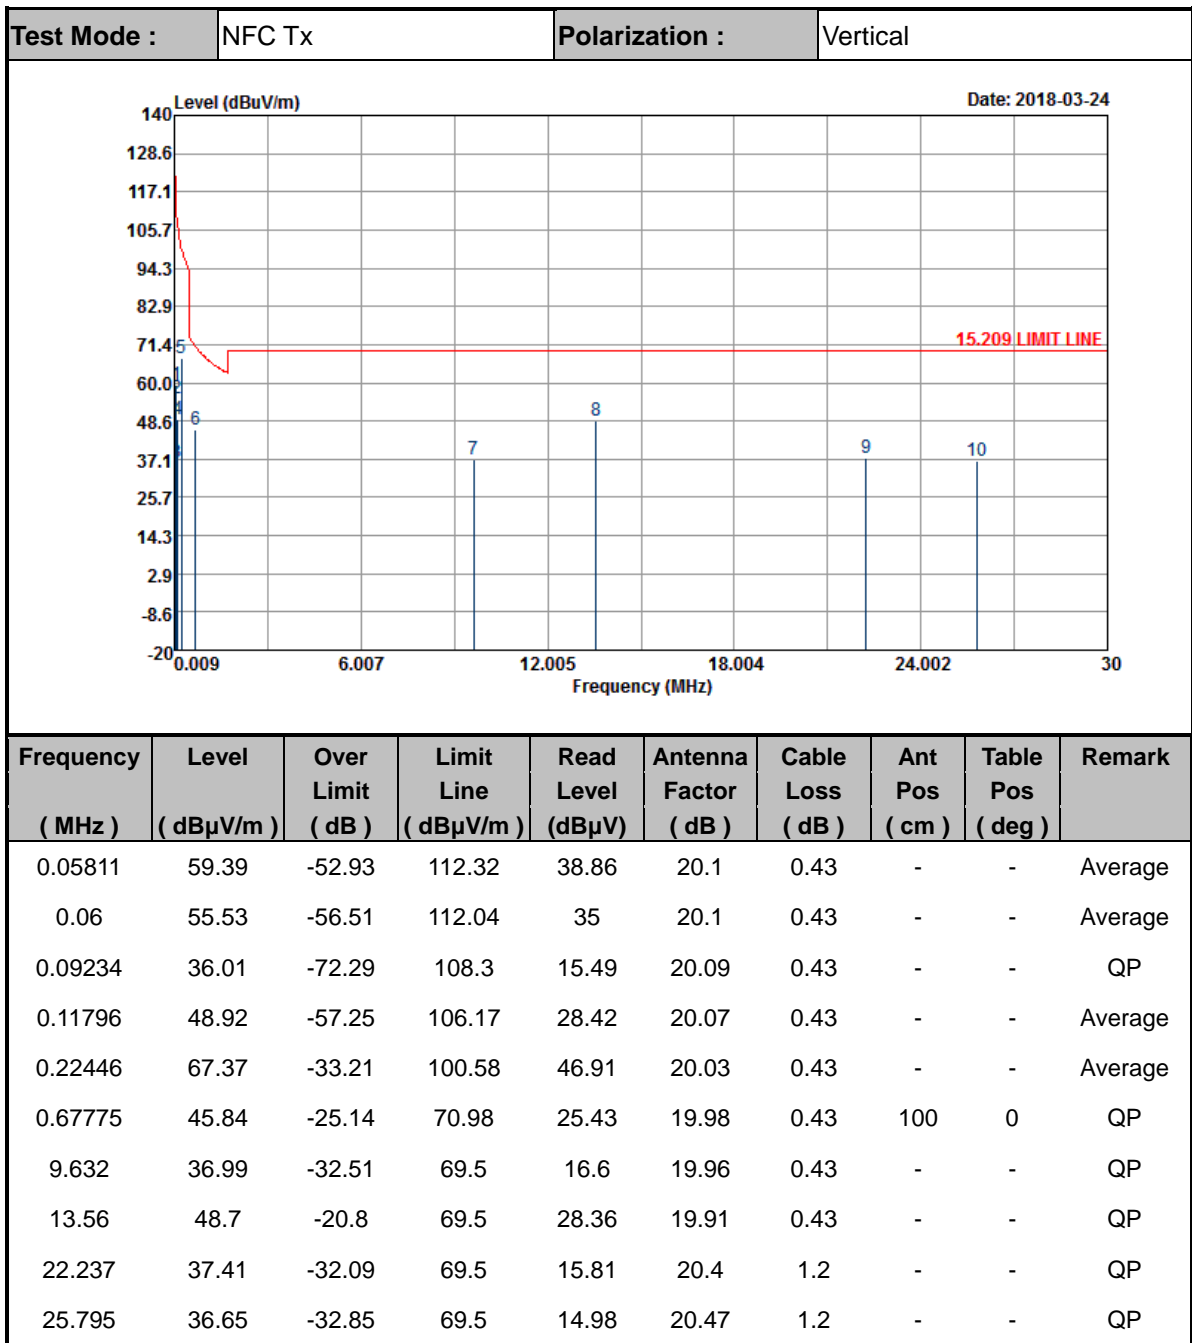 Test Mode : NFC Tx Polarization : Vertical
Level (dBuV/m) Date: 2018-03-24
140
128.6
117.1
105.7
94.3
82.9
71.4
60.0
48.6
37.1
25.7
14.3
2.9
-8.6
-20
15.209 LIMIT LINE
5
1
2
4
3
6
7
8
9
10
0.009 6.007 12.005 18.004 24.002 30
Frequency (MHz)
Frequency Level Over Limit Read Antenna Cable Ant Table Remark
Limit Line Level Factor Loss Pos Pos
( MHz ) ( dBμV/m ) ( dB ) ( dBμV/m ) (dBμV) ( dB ) ( dB ) ( cm ) ( deg )
0.05811 59.39 -52.93 112.32 38.86 20.1 0.43 - - Average
0.06 55.53 -56.51 112.04 35 20.1 0.43 - - Average
0.09234 36.01 -72.29 108.3 15.49 20.09 0.43 - - QP
0.11796 48.92 -57.25 106.17 28.42 20.07 0.43 - - Average
0.22446 67.37 -33.21 100.58 46.91 20.03 0.43 - - Average
0.67775 45.84 -25.14 70.98 25.43 19.98 0.43 100 0 QP
9.632 36.99 -32.51 69.5 16.6 19.96 0.43 - - QP
13.56 48.7 -20.8 69.5 28.36 19.91 0.43 - - QP
22.237 37.41 -32.09 69.5 15.81 20.4 1.2 - - QP
25.795 36.65 -32.85 69.5 14.98 20.47 1.2 - - QP